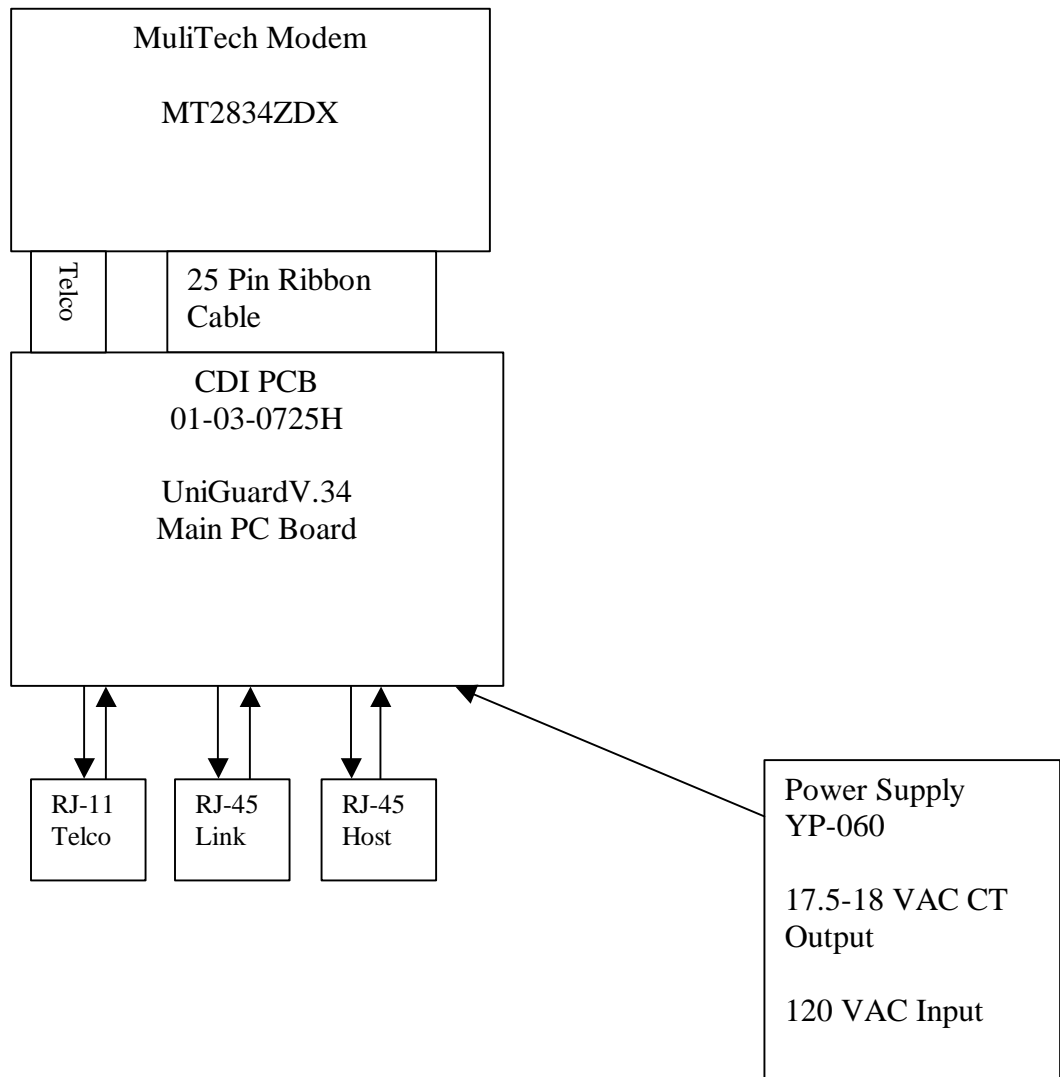 MuliTech Modem
MT2834ZDX
Telco
25 Pin Ribbon
Cable
CDI PCB
01-03-0725H
UniGuardV.34
Main PC Board
RJ-11
Telco
RJ-45
Link
RJ-45
Host
Power Supply
YP-060
17.5-18 VAC CT
Output
120 VAC Input